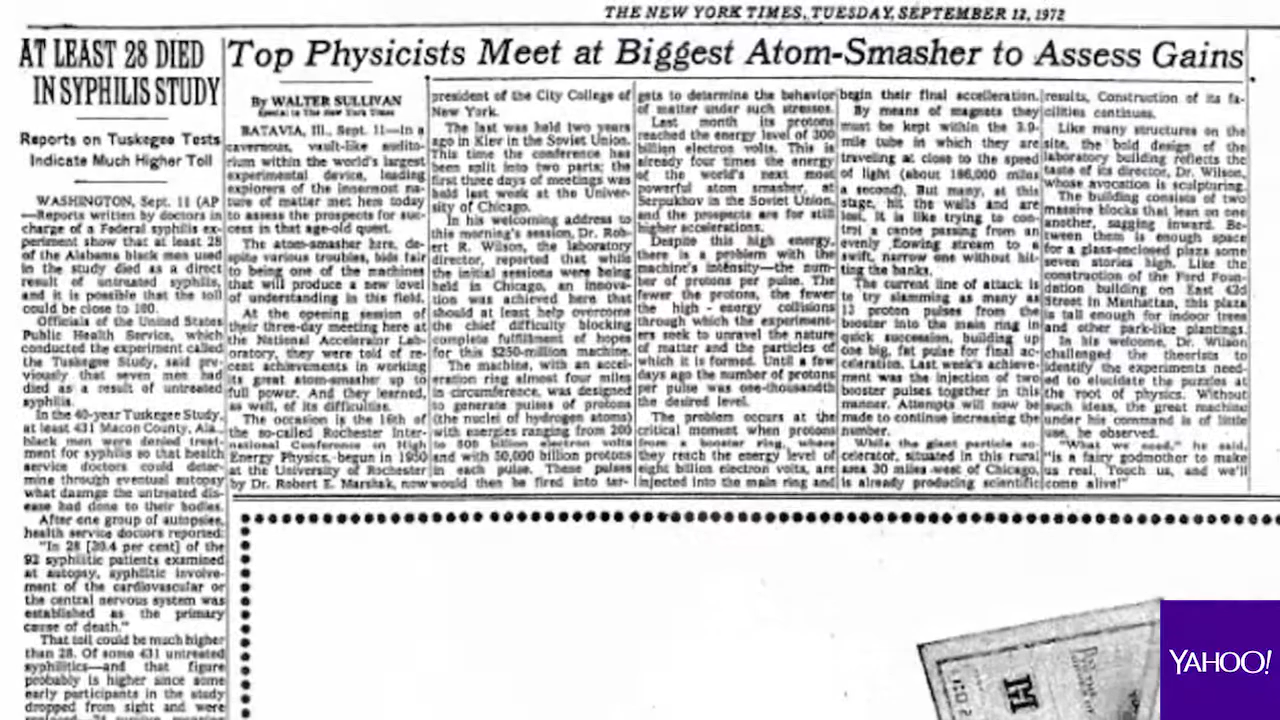 THE NEW YORK TIMES, TUESDAY, SEPTEMBER 12, 1972
AT LEAST 28 DIED
IN SYPHILIS STUDY
Reports on Tuskegee Tests
Indicate Much Higher Toll
WASHINGTON, Sept. 11 (AP
—Reports written by doctors in
charge of a Federal syphilis ex-
periment show that at least 28
of the Alabama black men used
in the study died as a direct
result of untreated syphilis,
and it is possible that the toll
could be close to 100.
Officials of the United States
Public Health Service, which
conducted the experiment called
the Tuskegee Study, said pre-
viously that seven men had
died as a result of untreated
syphilis.
In the 40-year Tuskegee Study,
at least 431 Macon County, Ala.,
black men were denied treat-
ment for syphilis so that health
service doctors could deter-
mine through eventual autopsy
what damage the untreated dis-
ease had done to their bodies.
After one group of autopsies,
health service doctors reported:
"In 28 [30.4 per cent] of the
92 syphilitic patients examined
at autopsy, syphilitic involve-
ment of the cardiovascular or
the central nervous system was
established as the primary
cause of death."
That toll could be much higher
than 28. Of some 431 untreated
syphilitics—and that figure
probably is higher since some
early participants in the study
dropped from sight and were
Top Physicists Meet at Biggest Atom-Smasher to Assess Gains
By WALTER SULLIVAN
Special to The New York Times
BATAVIA, Ill., Sept. 11—In a
cavernous, vault-like audito-
rium within the world's largest
experimental device, leading
explorers of the innermost na-
ture of matter met here today
to assess the prospects for suc-
cess in that age-old quest.
The atom-smasher here, de-
spite various troubles, bids fair
to being one of the machines
that will produce a new level
of understanding in this field.
At the opening session of
their three-day meeting here at
the National Accelerator Lab-
oratory, they were told of re-
cent achievements in working
its great atom-smasher up to
full power. And they learned,
as well, of its difficulties.
The occasion is the 16th of
the so-called Rochester Inter-
national Conference on High
Energy Physics, begun in 1950
at the University of Rochester
by Dr. Robert E. Marshak, now
president of the City College of
New York.
The last was held two years
ago in Kiev in the Soviet Union.
This time the conference has
been split into two parts; the
first three days of meetings was
held last week at the Univer-
sity of Chicago.
In his welcoming address to
this morning's session, Dr. Rob-
ert R. Wilson, the laboratory
director, reported that while
the initial sessions were being
held in Chicago, an innova-
tion was achieved here that
should at least help overcome
the chief difficulty blocking
complete fulfillment of hopes
for this $250-million machine.
The machine, with an accel-
eration ring almost four miles
in circumference, was designed
to generate pulses of protons
(the nuclei of hydrogen atoms)
with energies ranging from 200
to 500 billion electron volts
and with 50,000 billion protons
in each pulse. These pulses
would then be fired into tar-
gets to determine the behavior
of matter under such stresses.
Last month its protons
reached the energy level of 300
billion electron volts. This is
already four times the energy
of the world's next most
powerful atom smasher, at
Serpukhov in the Soviet Union,
and the prospects are for still
higher accelerations.
Despite this high energy,
there is a problem with the
machine's intensity—the num-
ber of protons per pulse. The
fewer the protons, the fewer
the high-energy collisions
through which the experiment-
ers seek to unravel the nature
of matter and the particles of
which it is formed. Until a few
days ago the number of protons
per pulse was one-thousandth
the desired level.
The problem occurs at the
critical moment when protons
from a booster ring, where
they reach the energy level of
eight billion electron volts, are
injected into the main ring and
begin their final accelleration.
By means of magnets they
must be kept within the 3.9-
mile tube in which they are
traveling at close to the speed
of light (about 186,000 miles
a second). But many, at this
stage, hit the walls and are
lost. It is like trying to con-
trol a canoe passing from an
evenly flowing stream to a
swift, narrow one without hit-
ting the banks.
The current line of attack is
to try slamming as many as
13 proton pulses from the
booster into the main ring in
quick succession, building up
one big, fat pulse for final ac-
celeration. Last week's achieve-
ment was the injection of two
booster pulses together in this
manner. Attempts will now be
made to continue increasing the
number.
While the giant particle ac-
celerator, situated in this rural
area 30 miles west of Chicago,
is already producing scientific
results, Construction of its fa-
cilities continues.
Like many structures on the
site, the bold design of the
laboratory building reflects the
taste of its director, Dr. Wilson,
whose avocation is sculpturing.
The building consists of two
massive blocks that lean on one
another, sagging inward. Be-
tween them is enough space
for a glass-enclosed plaza some
seven stories high. Like the
construction of the Ford Foun-
dation building on East 42d
Street in Manhattan, this plaza
is tall enough for indoor trees
and other park-like plantings.
In his welcome, Dr. Wilson
challenged the theorists to
identify the experiments need-
ed to elucidate the puzzles at
the root of physics. Without
such ideas, the great machine
under his command is of little
use, he observed.
"What we need," he said,
"is a fairy godmother to make
us real. Touch us, and we'll
come alive!"
YAHOO!